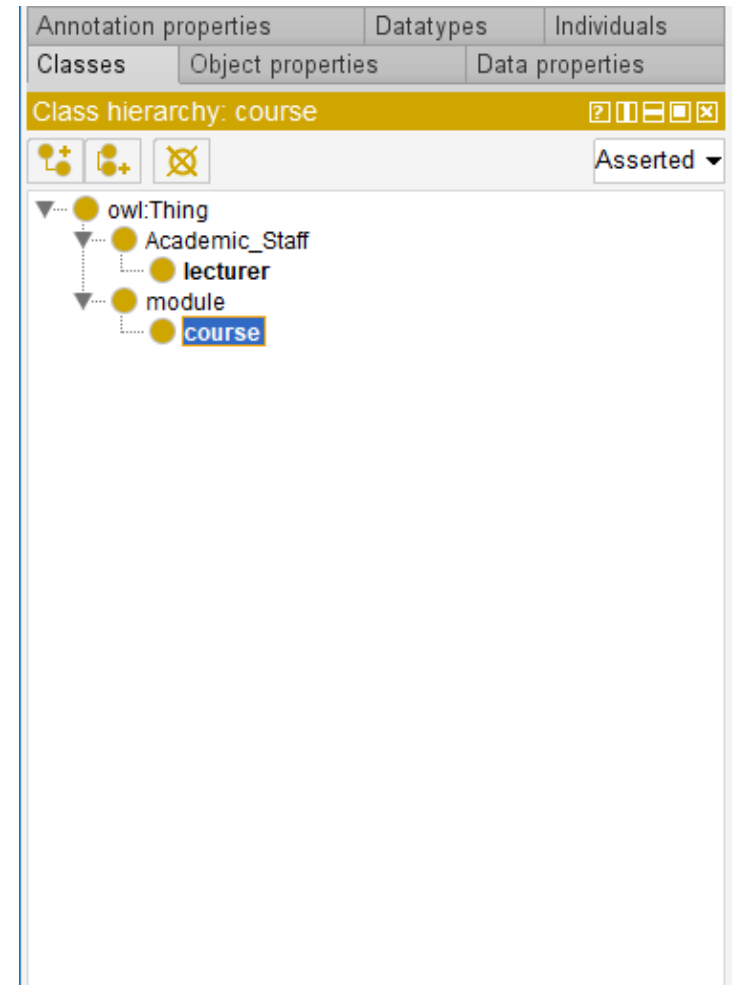 Annotation properties Datatypes Individuals
Classes Object properties Data properties
Class hierarchy: course
Asserted
owl:Thing
Academic_Staff
lecturer
module
course